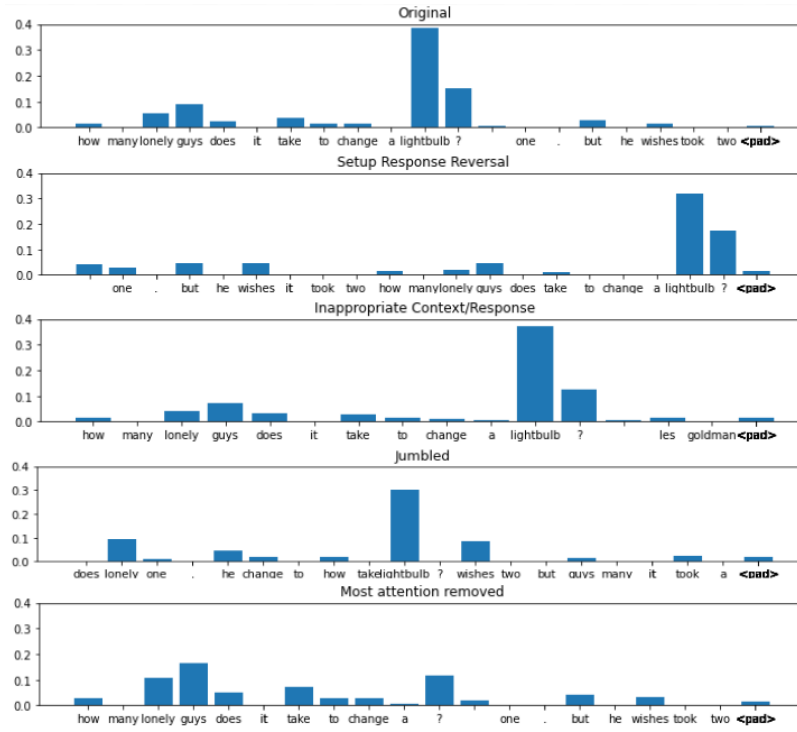 Original
0.4
0.3
0.2
0.1
0.0
how many lonely guys does it take to change a lightbulb ? one . but he wishes took two <pad>
Setup Response Reversal
0.4
0.3
0.2
0.1
0.0
one . but he wishes it took two how many lonely guys does take to change a lightbulb ? <pad>
Inappropriate Context/Response
0.4
0.3
0.2
0.1
0.0
how many lonely guys does it take to change a lightbulb ? les goldman <pad>
Jumbled
0.4
0.3
0.2
0.1
0.0
does lonely one . he change to how take lightbulb ? wishes two but guys many it took a <pad>
Most attention removed
0.4
0.3
0.2
0.1
0.0
how many lonely guys does it take to change a ? one . but he wishes took two <pad>